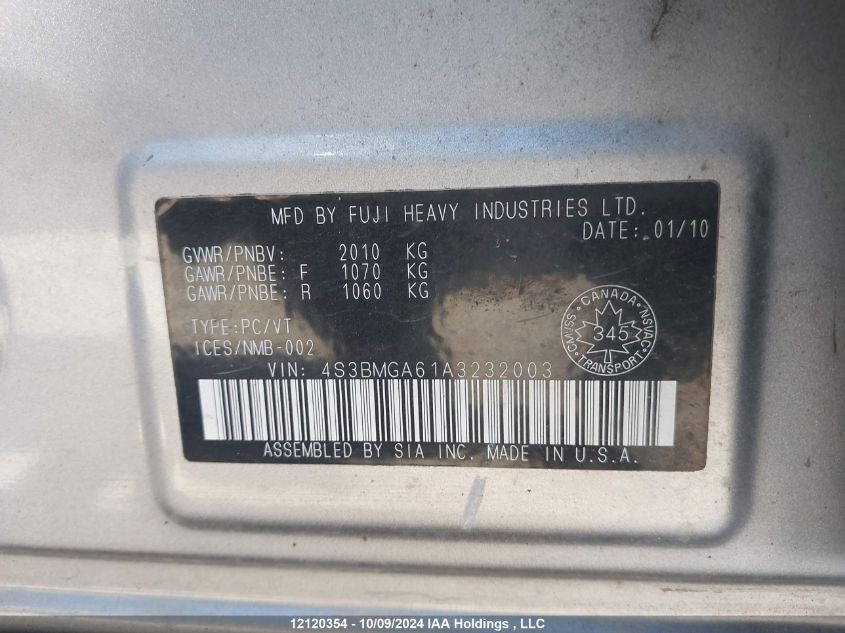 MFD BY FUJI HEAVY INDUSTRIES LTD.
DATE: 01/10
GVWR/PNBV: 2010 KG
GAWR/PNBE: F 1070 KG
GAWR/PNBE: R 1060 KG
TYPE:PC/VT
ICES/NMB-002
CANADA
CMVSS 345 NSVAC
TRANSPORT
VIN: 4S3BMGA61A3232003
ASSEMBLED BY SIA INC. MADE IN U.S.A.
12120354 - 10/09/2024 IAA Holdings , LLC